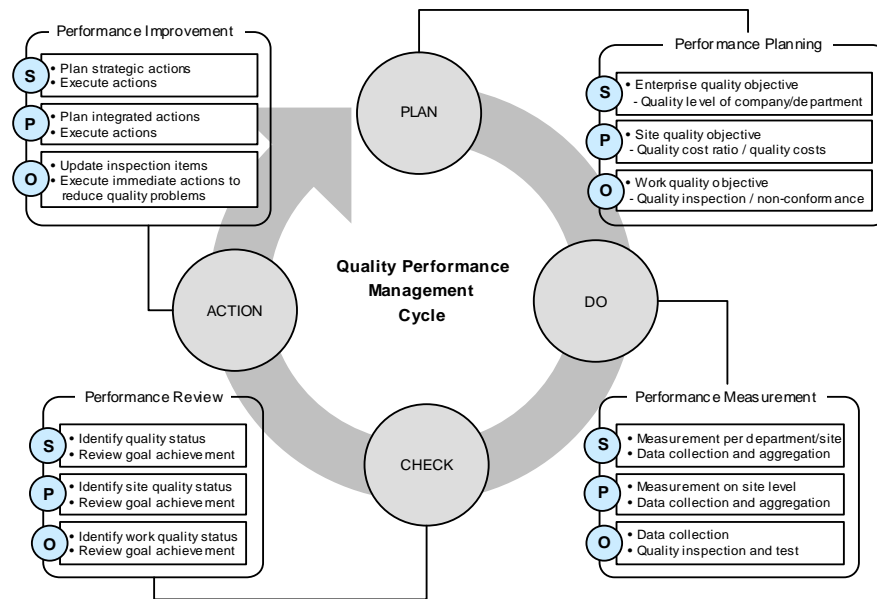 Performance Improvement
S
• Plan strategic actions
• Execute actions
P
• Plan integrated actions
• Execute actions
O
• Update inspection items
• Execute immediate actions to
reduce quality problems
PLAN
Performance Planning
S
• Enterprise quality objective
- Quality level of company/department
P
• Site quality objective
- Quality cost ratio / quality costs
O
• Work quality objective
- Quality inspection / non-conformance
Quality Performance
Management
Cycle
ACTION
DO
Performance Review
S
• Identify quality status
• Review goal achievement
P
• Identify site quality status
• Review goal achievement
O
• Identify work quality status
• Review goal achievement
CHECK
Performance Measurement
S
• Measurement per department/site
• Data collection and aggregation
P
• Measurement on site level
• Data collection and aggregation
O
• Data collection
• Quality inspection and test